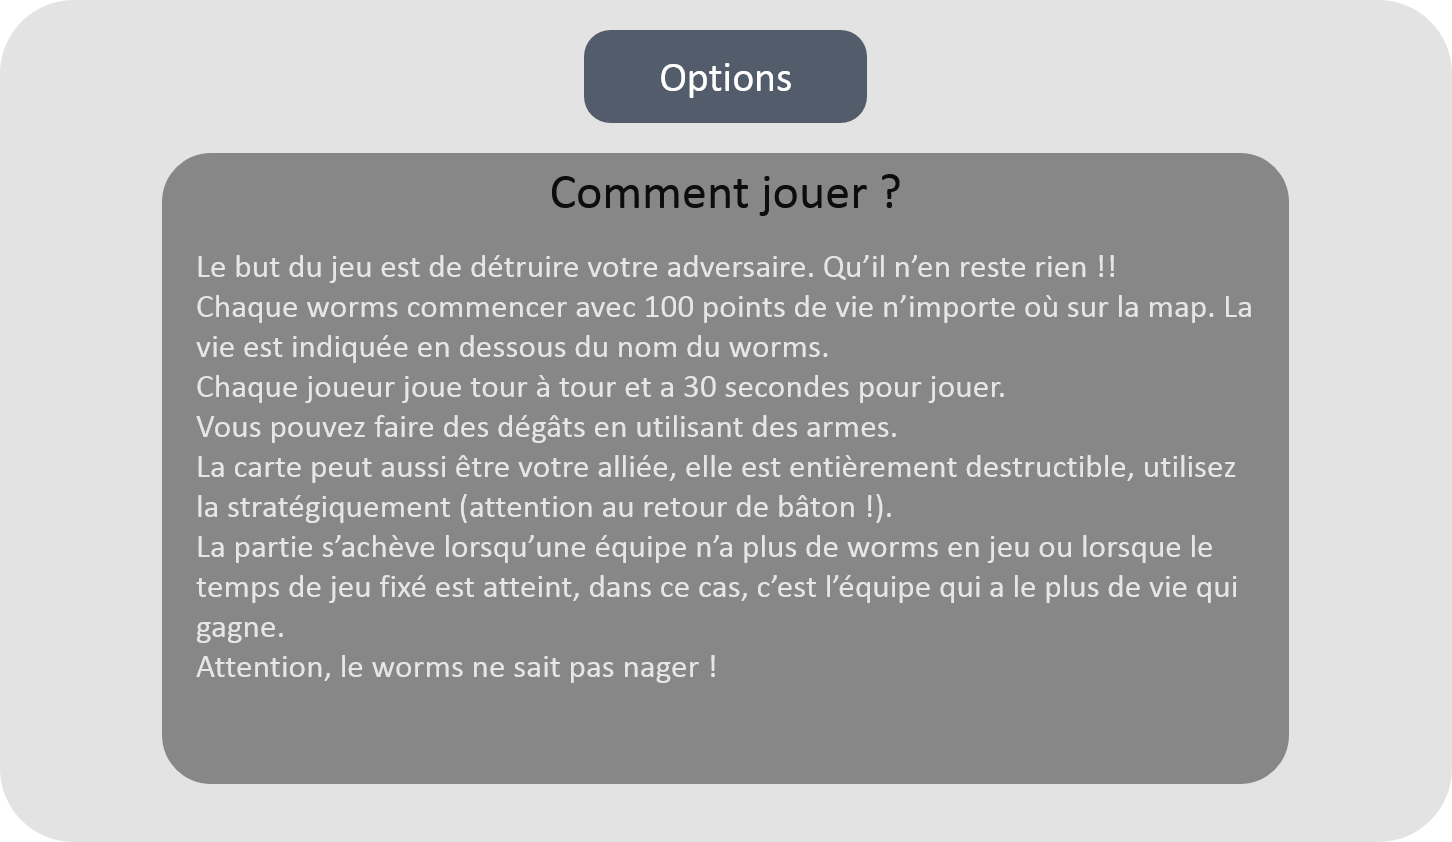 Options
Comment jouer ?
Le but du jeu est de détruire votre adversaire. Qu’il n’en reste rien !!
Chaque worms commencer avec 100 points de vie n’importe où sur la map. La
vie est indiquée en dessous du nom du worms.
Chaque joueur joue tour à tour et a 30 secondes pour jouer.
Vous pouvez faire des dégâts en utilisant des armes.
La carte peut aussi être votre alliée, elle est entièrement destructible, utilisez
la stratégiquement (attention au retour de bâton !).
La partie s’achève lorsqu’une équipe n’a plus de worms en jeu ou lorsque le
temps de jeu fixé est atteint, dans ce cas, c’est l’équipe qui a le plus de vie qui
gagne.
Attention, le worms ne sait pas nager !